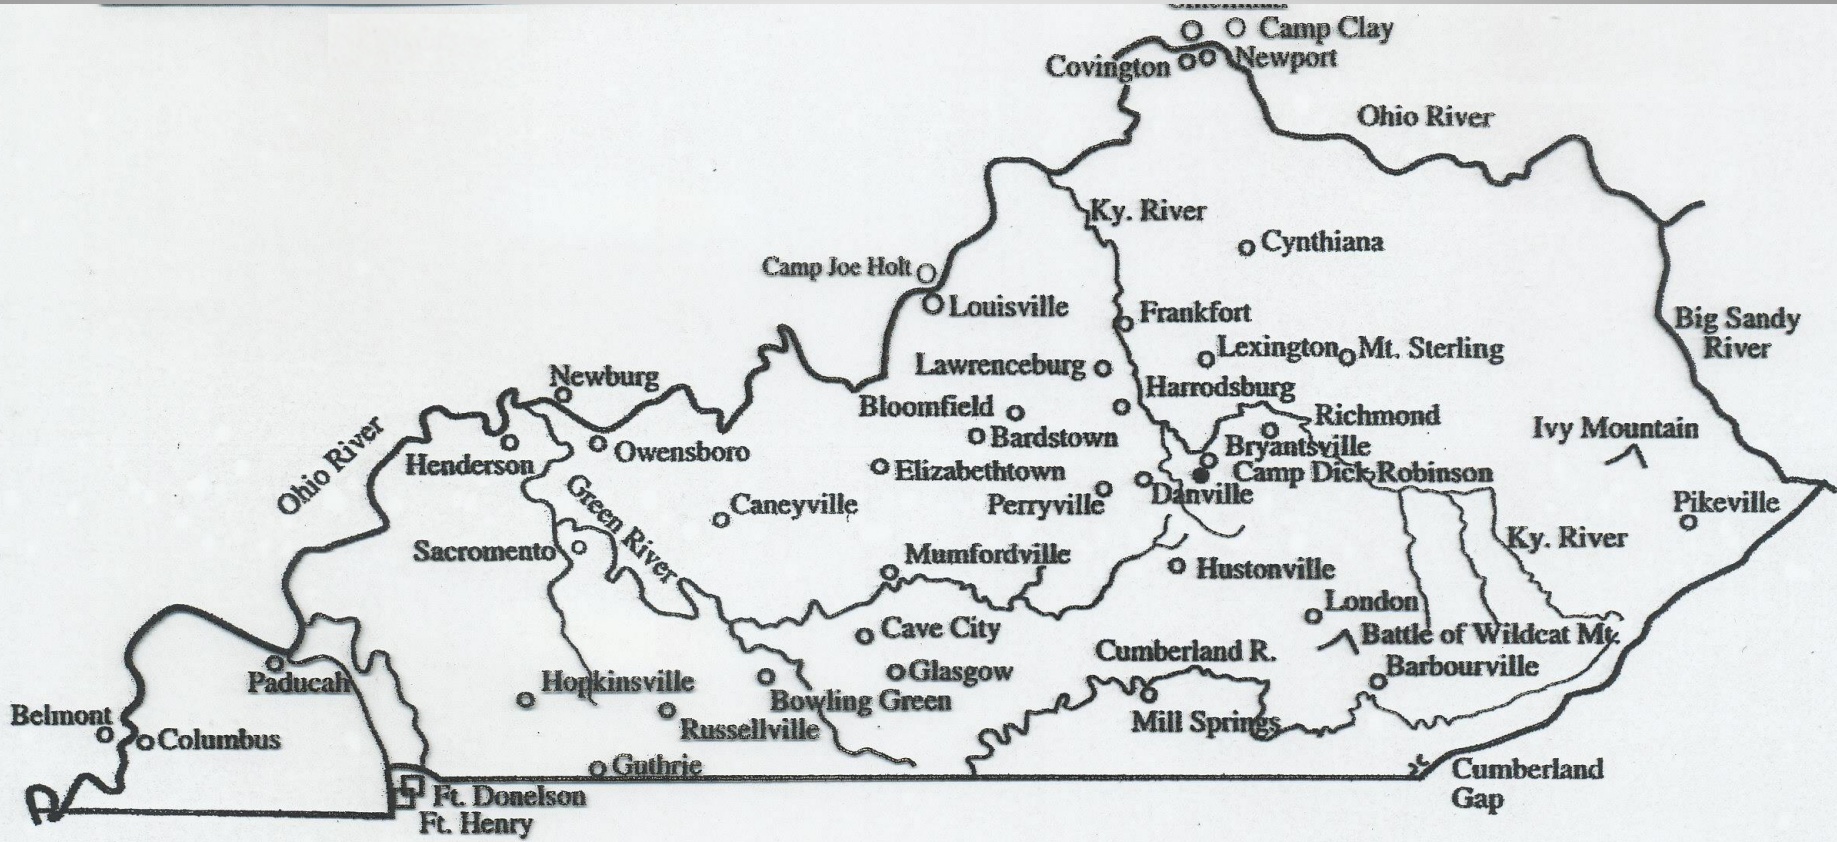 Camp Clay
Covington
Newport
Ohio River
Ky. River
Cynthiana
Camp Joe Holt
Louisville
Frankfort
Big Sandy
River
Lexington
Mt. Sterling
Lawrenceburg
Newburg
Harrodsburg
Bloomfield
Richmond
Ivy Mountain
Bardstown
Bryantsville
Owensboro
Ohio River
Henderson
Elizabethtown
Camp Dick Robinson
Danville
Perryville
Caneyville
Pikeville
Green River
Sacromento
Ky. River
Mumfordville
Hustonville
London
Cave City
Battle of Wildcat Mt.
Cumberland R.
Barbourville
Glasgow
Paducah
Hopkinsville
Bowling Green
Belmont
Mill Springs
Russellville
Columbus
Guthrie
Cumberland
Gap
Ft. Donelson
Ft. Henry